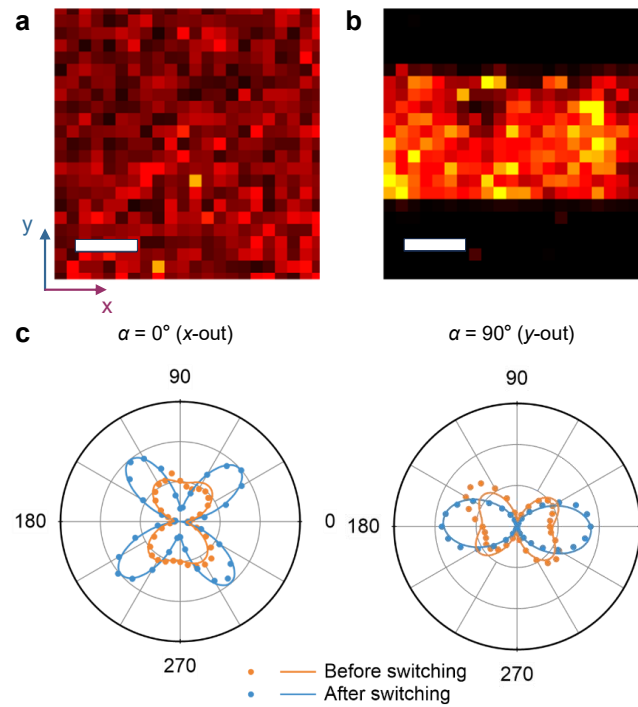 a
b
y
x
c
α = 0° (x-out)
α = 90° (y-out)
90
90
180
0
180
270
270
Before switching
After switching